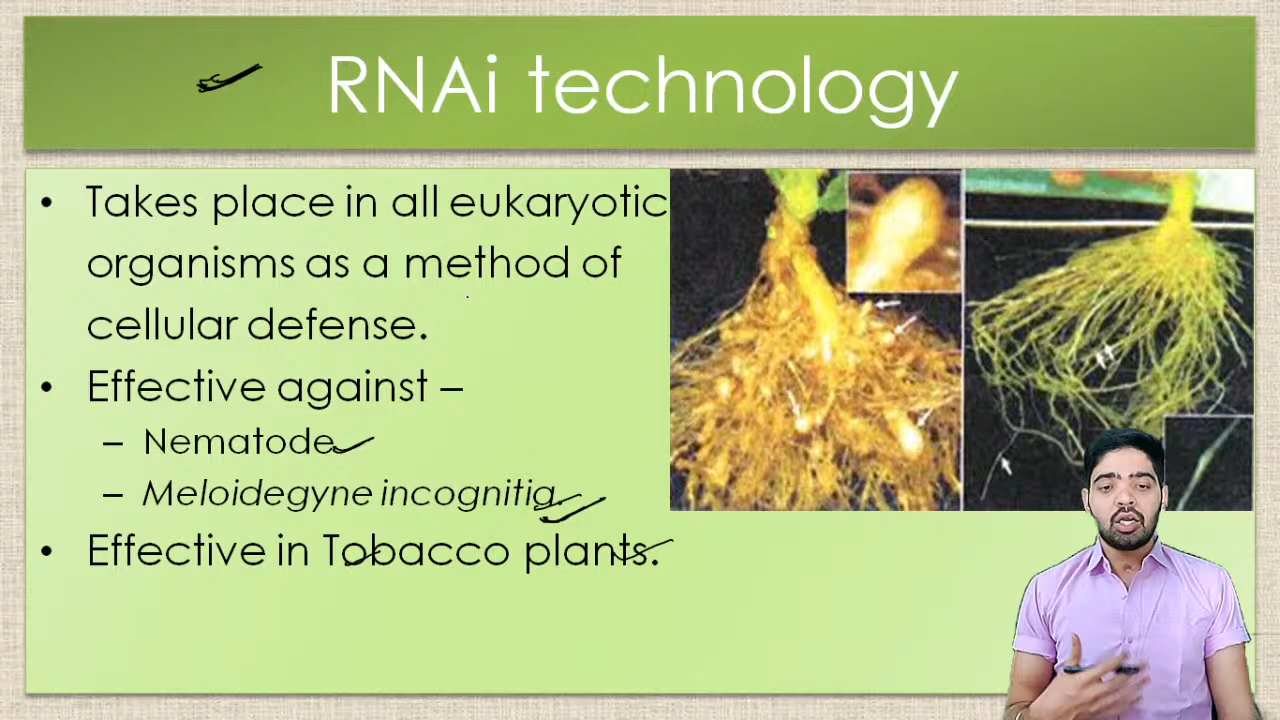 RNAi technology
• Takes place in all eukaryotic
organisms as a method of
cellular defense.
• Effective against –
– Nematode
– Meloidegyne incognitia.
• Effective in Tobacco plants.